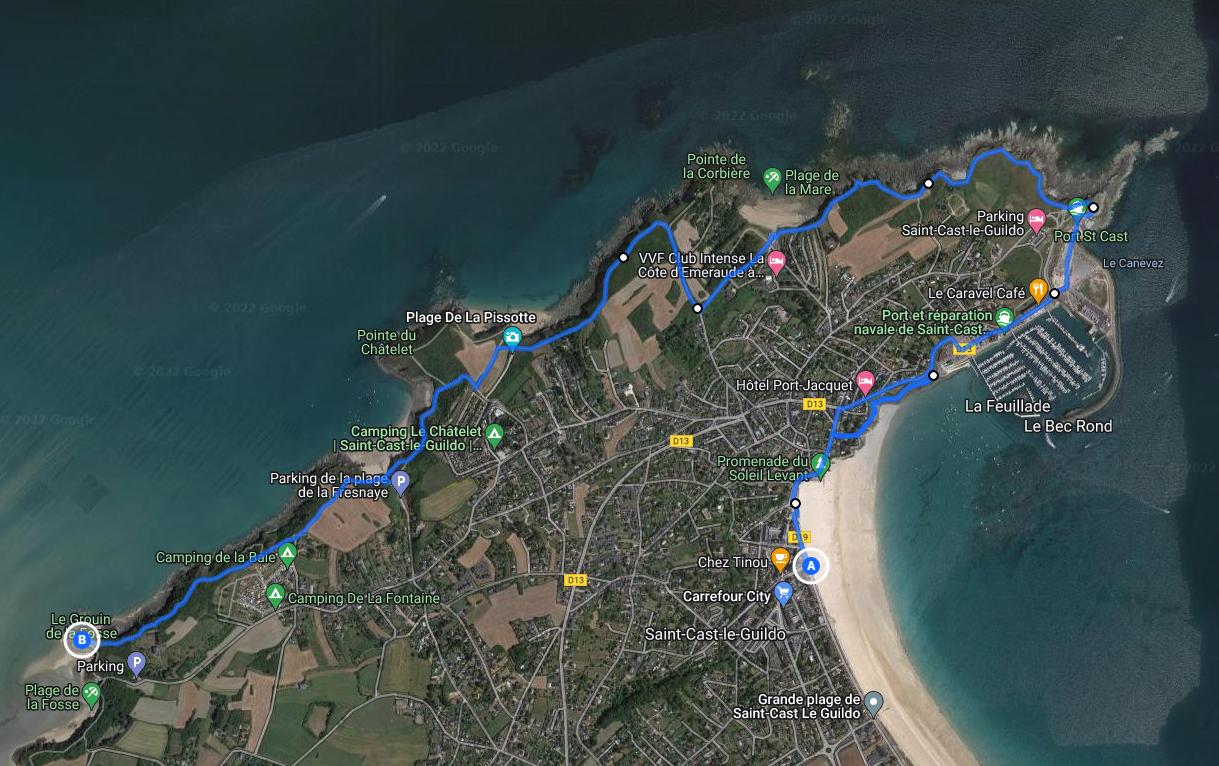 © 2022 Google
© 2022 Google
© 2022 Google
Pointe de
la Corbière
Plage de
la Mare
Parking
Saint-Cast-le-Guildo
Port St Cast
VVF Club Intense La
Côte d'Emeraude à...
Le Canevez
Le Caravel Café
© 2022 Google
Plage De La Pissotte
Port et réparation
navale de Saint-Cast...
Pointe du
Châtelet
© 2022 Google
Hôtel Port-Jacquet
D13
La Feuillade
© 2022 Google
Le Bec Rond
Camping Le Châtelet
| Saint-Cast-le-Guildo |...
D13
Promenade du
Soleil Levant
Parking de la plage
de la Fresnaye
P
D19
Camping de la Baie
Chez Tinou
A
D13
Camping De La Fontaine
Carrefour City
Le Grouin
de la Fosse
B
Saint-Cast-le-Guildo
Parking
P
Plage de
la Fosse
Grande plage de
Saint-Cast Le Guildo